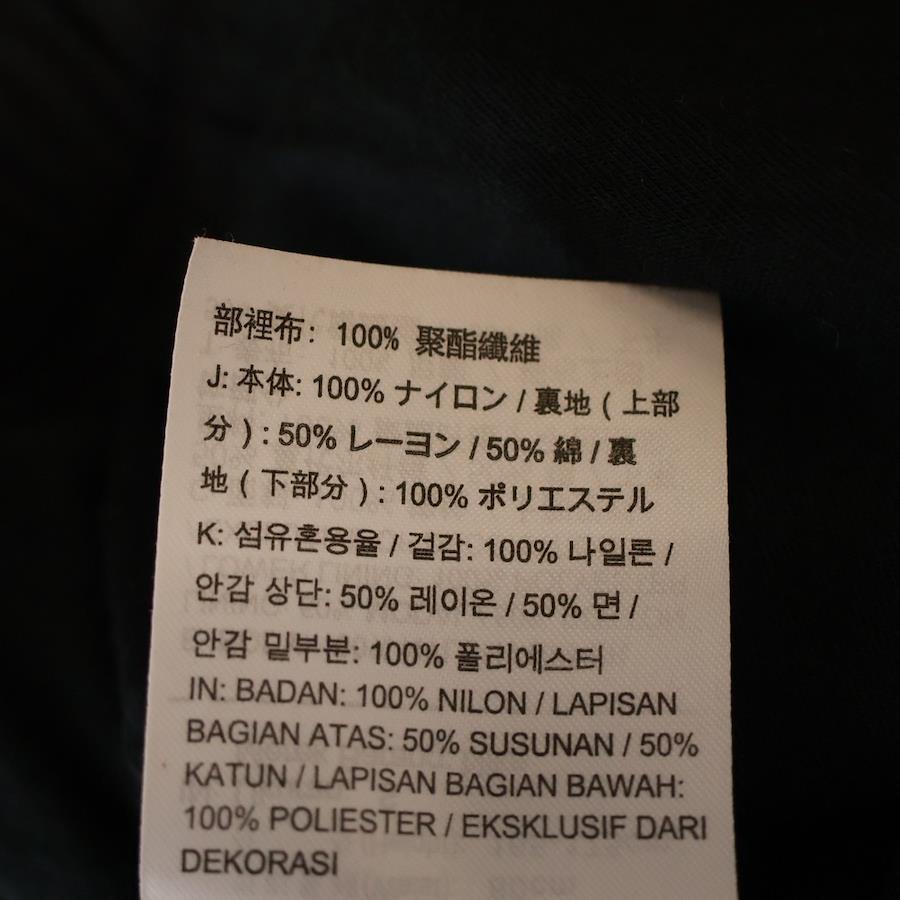 部裡布: 100% 聚酯纖維
J: 本体: 100% ナイロン / 裏地 ( 上部
分 ) : 50% レーヨン / 50% 綿 / 裏
地 ( 下部分 ) : 100% ポリエステル
K: 섬유혼용율 / 겉감: 100% 나일론 /
안감 상단: 50% 레이온 / 50% 면 /
안감 밑부분: 100% 폴리에스터
IN: BADAN: 100% NILON / LAPISAN
BAGIAN ATAS: 50% SUSUNAN / 50%
KATUN / LAPISAN BAGIAN BAWAH:
100% POLIESTER / EKSKLUSIF DARI
DEKORASI